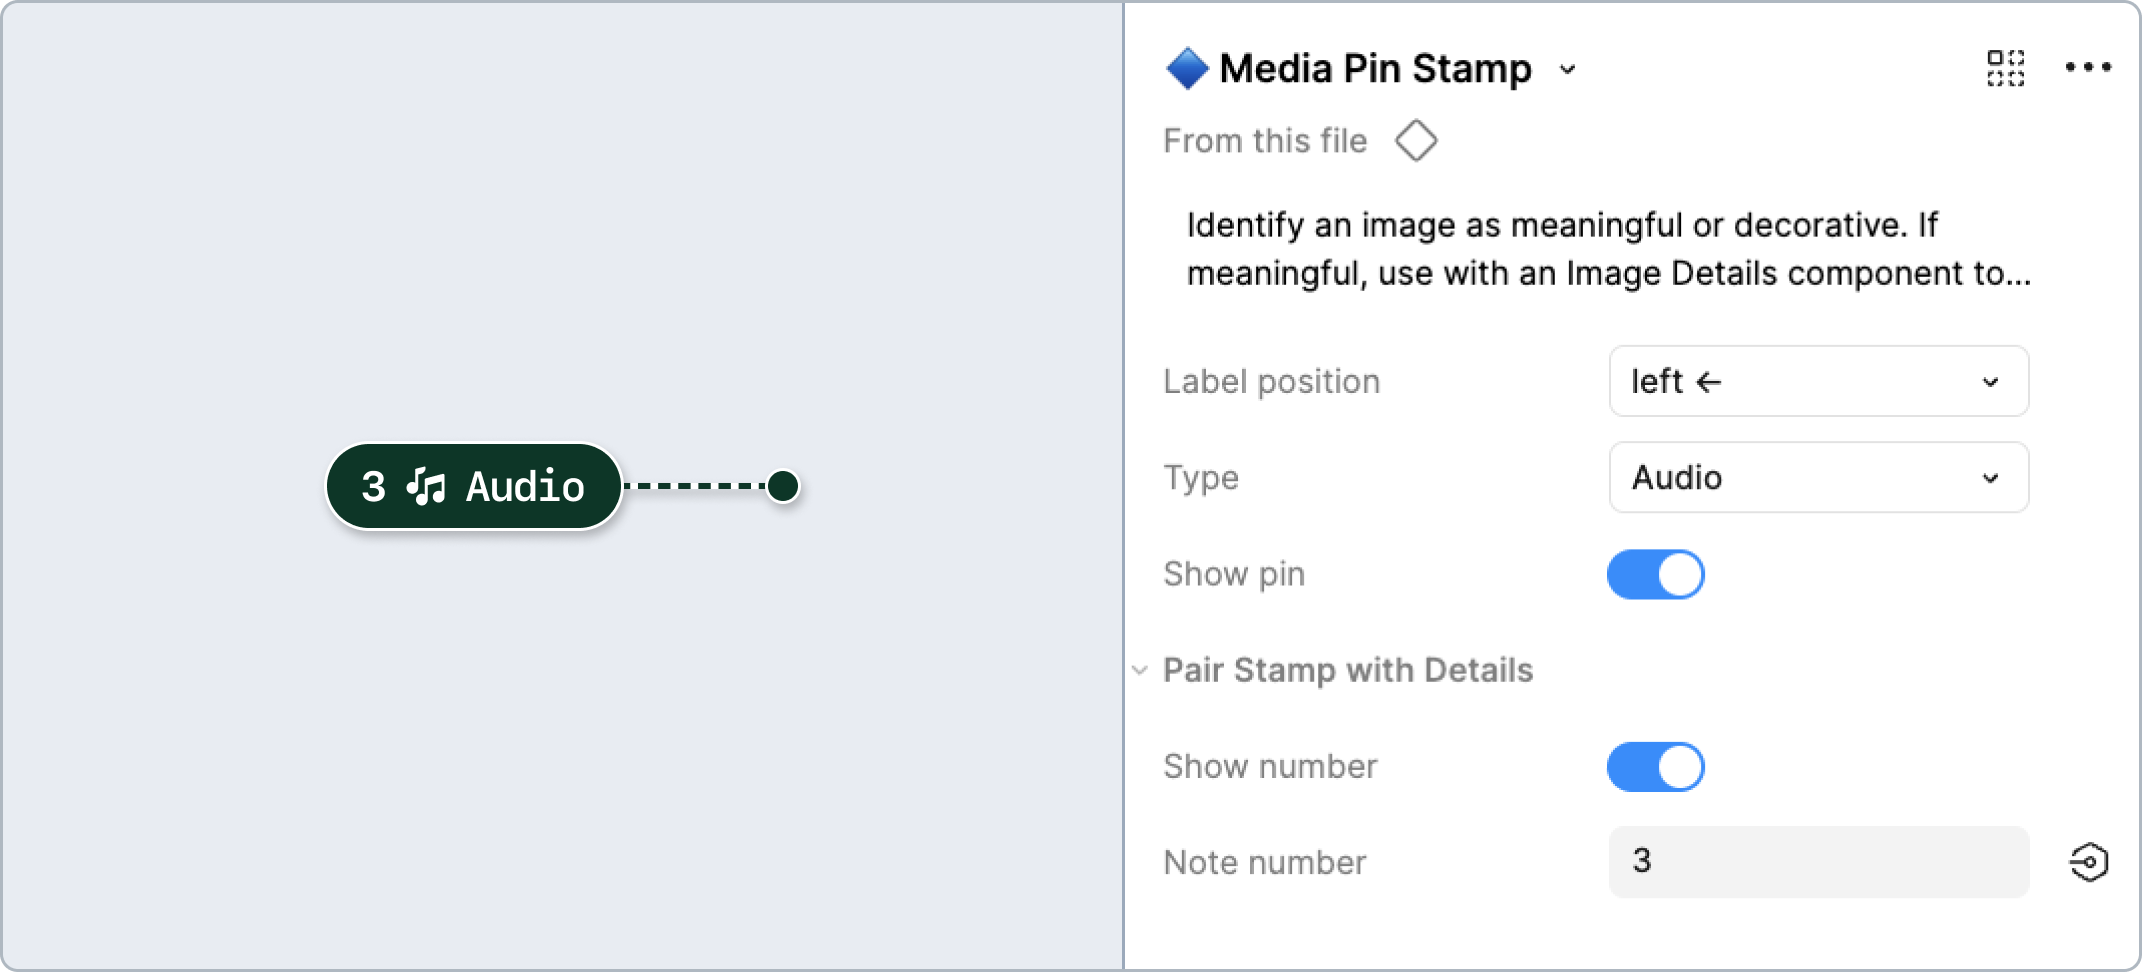 3 Audio
Media Pin Stamp
From this file
Identify an image as meaningful or decorative. If
meaningful, use with an Image Details component to...
Label position
left ←
Type
Audio
Show pin
Pair Stamp with Details
Show number
Note number
3